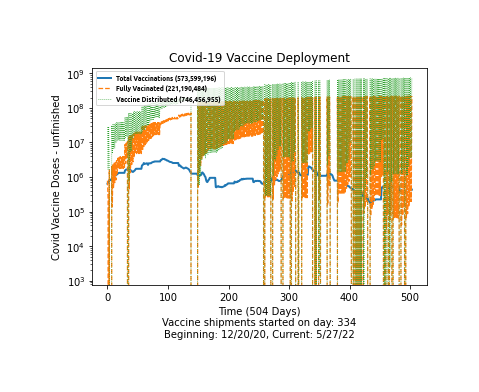 Covid-19 Vaccine Deployment
Total Vaccinations (573,599,196)
Fully Vacinated (221,190,484)
Vaccine Distributed (746,456,955)
Covid Vaccine Doses - unfinished
10⁹
10⁸
10⁷
10⁶
10⁵
10⁴
10³
0 100 200 300 400 500
Time (504 Days)
Vaccine shipments started on day: 334
Beginning: 12/20/20, Current: 5/27/22